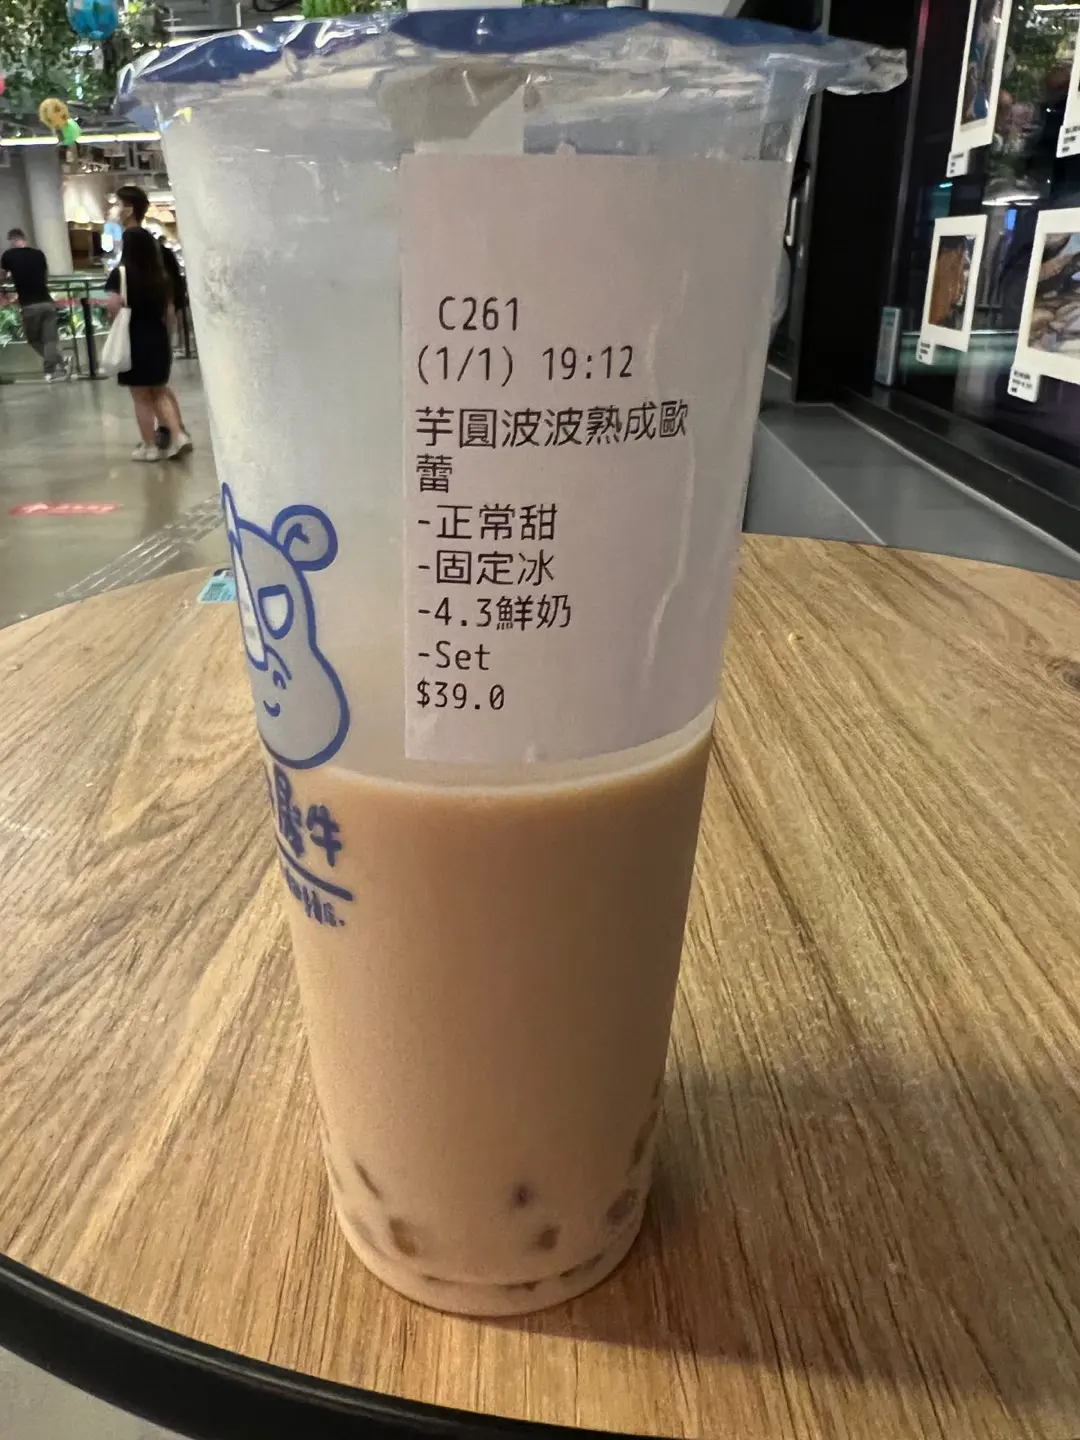 C261
(1/1) 19:12
芋圓波波熟成歐
蕾
-正常甜
-固定冰
-4.3鮮奶
-Set
$39.0
牛